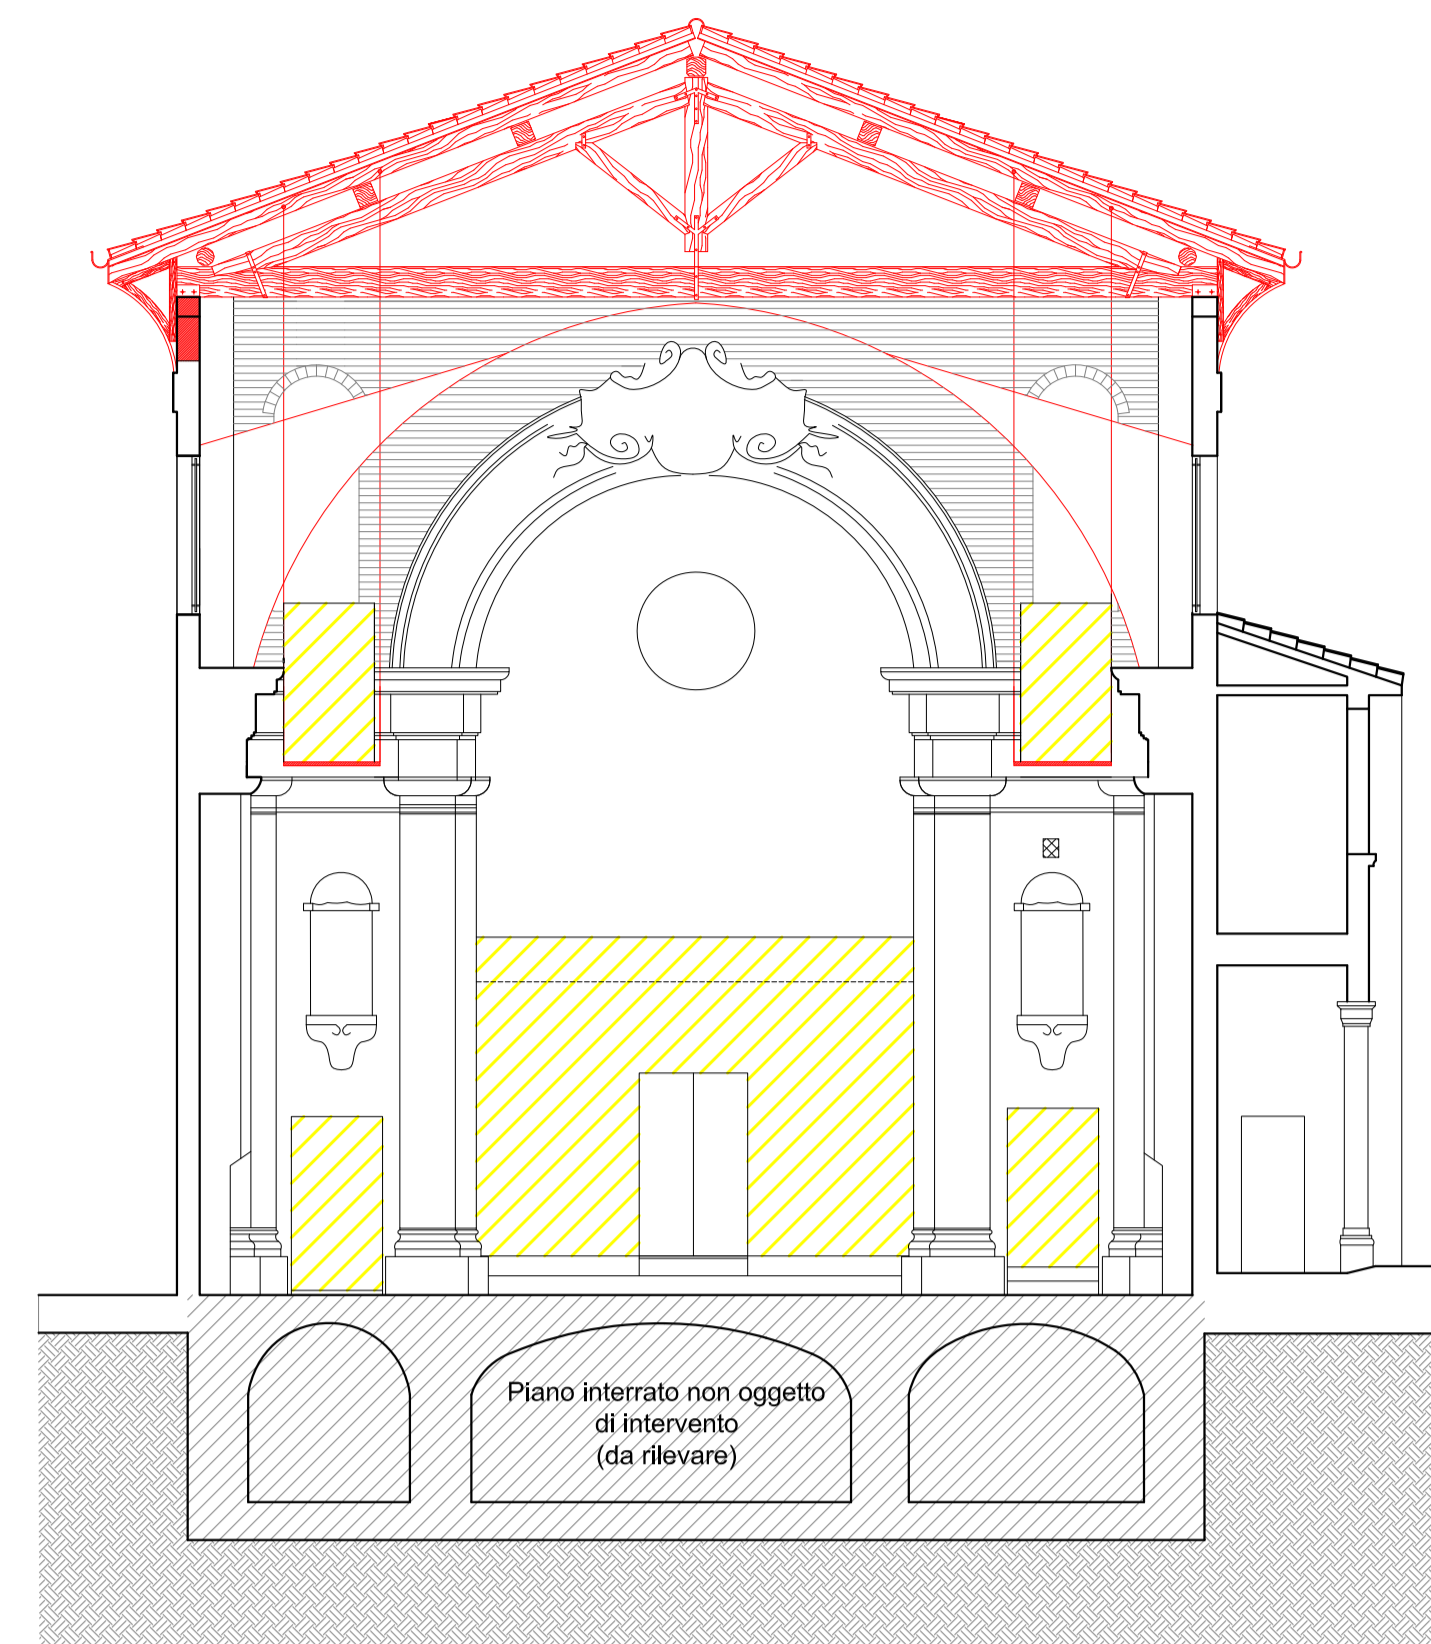 Piano interrato non oggetto
di intervento
(da rilevare)